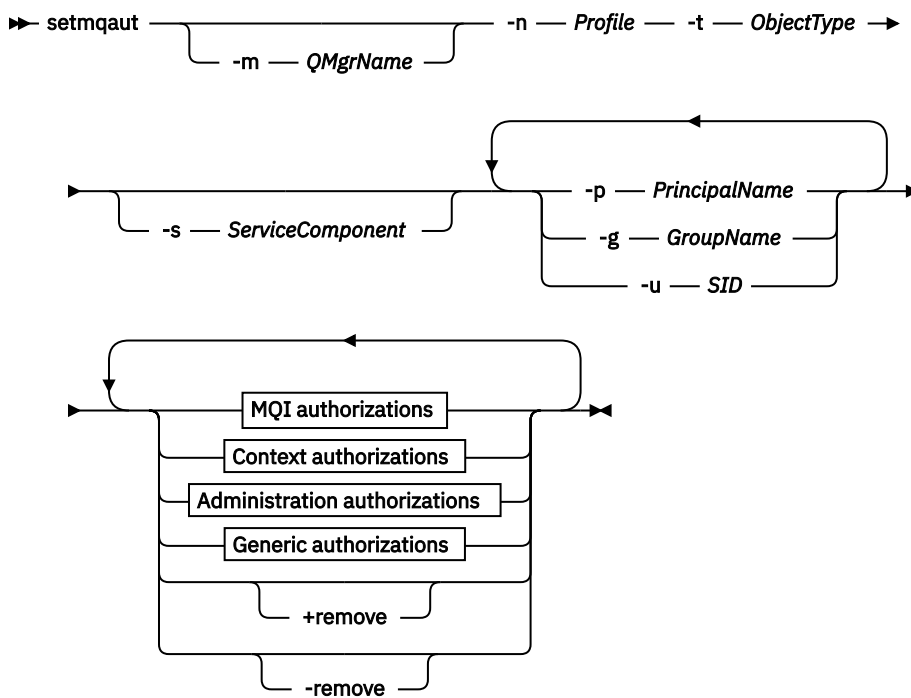 setmqaut -n Profile -t ObjectType
-m QMgrName
-p PrincipalName
-s ServiceComponent
-g GroupName
-u SID
MQI authorizations
Context authorizations
Administration authorizations
Generic authorizations
+remove
-remove